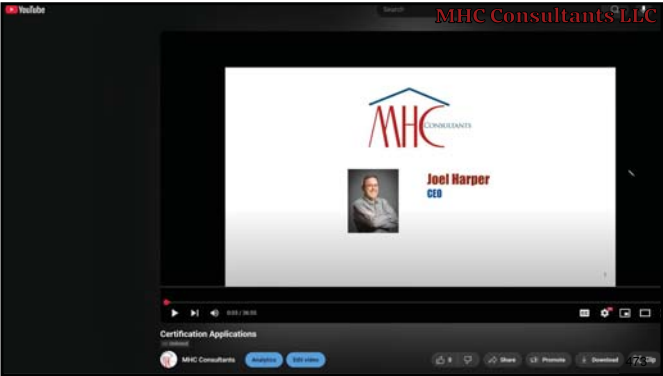 YouTube
Search
MHC Consultants LLC
MHC
CONSULTANTS
Joel Harper
CEO
Certification Applications
Unlisted
MHC Consultants
Analytics
Edit video
Share
Promote
Download
Clip